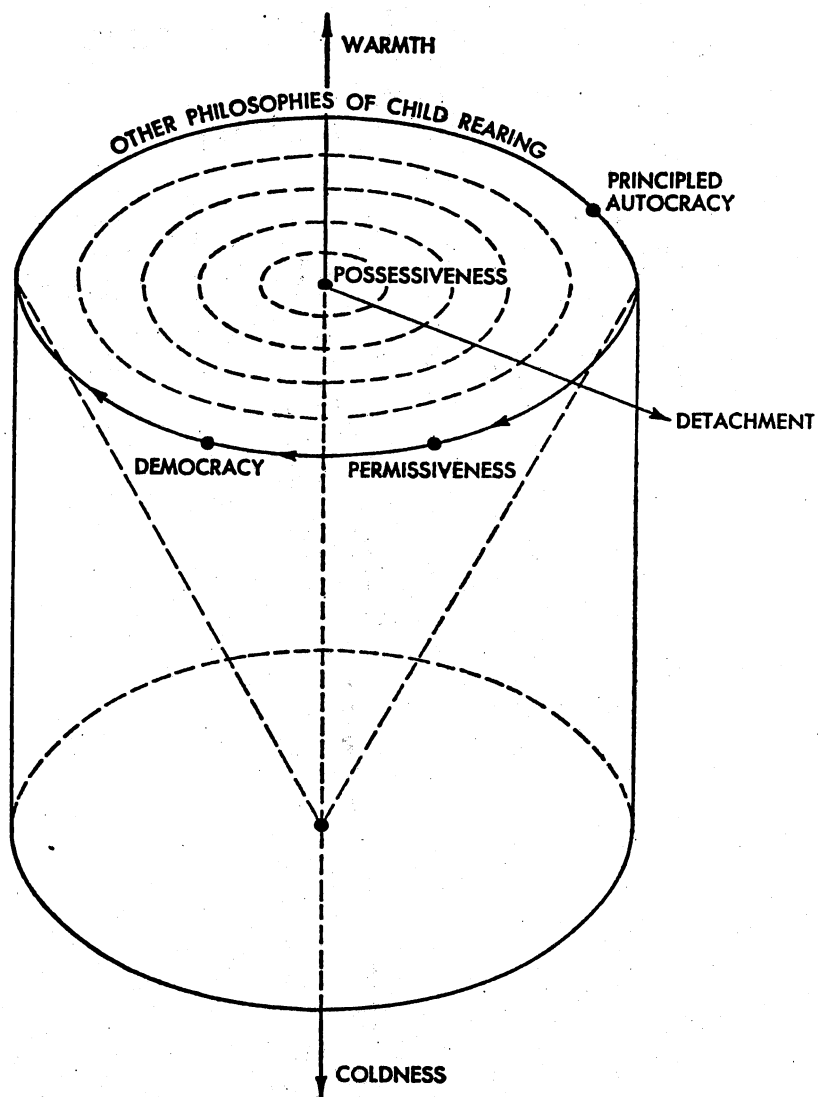 WARMTH
OTHER PHILOSOPHIES OF CHILD REARING
PRINCIPLED
AUTOCRACY
POSSESSIVENESS
DETACHMENT
DEMOCRACY
PERMISSIVENESS
COLDNESS